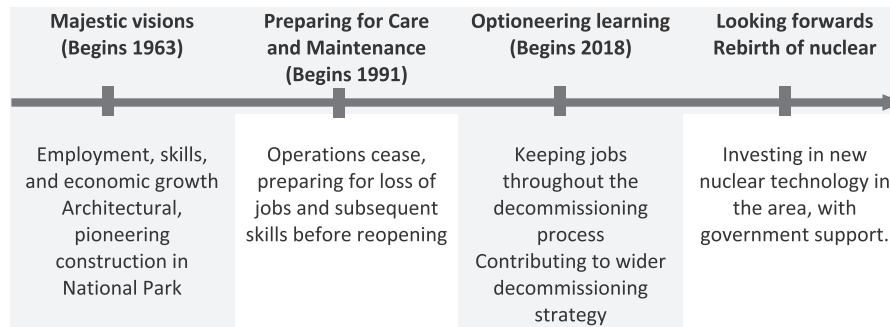 Majestic visions
(Begins 1963)
Preparing for Care
and Maintenance
(Begins 1991)
Optioneering learning
(Begins 2018)
Looking forwards
Rebirth of nuclear
Employment, skills,
and economic growth
Architectural,
pioneering
construction in
National Park
Operations cease,
preparing for loss of
jobs and subsequent
skills before reopening
Keeping jobs
throughout the
decommissioning
process
Contributing to wider
decommissioning
strategy
Investing in new
nuclear technology in
the area, with
government support.